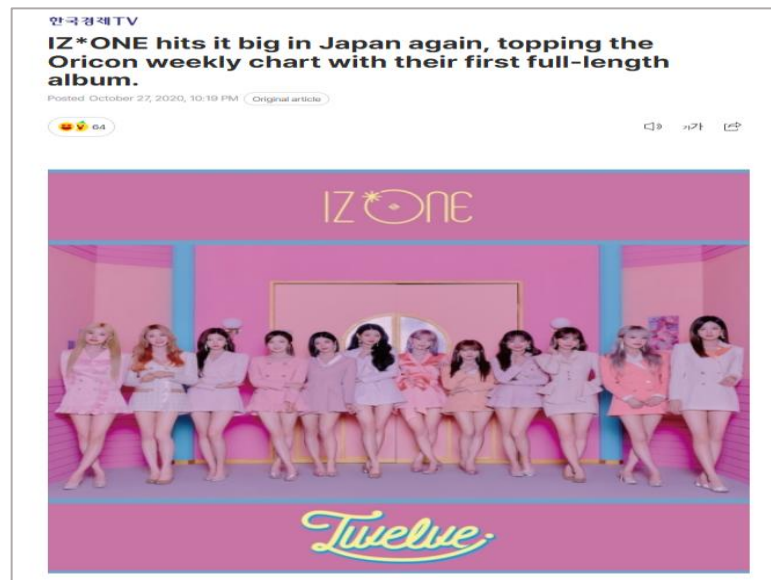 한국경제TV
IZ*ONE hits it big in Japan again, topping the
Oricon weekly chart with their first full-length
album.
Posted October 27, 2020, 10:19 PM Original article
64
가가
IZ*ONE
Twelve